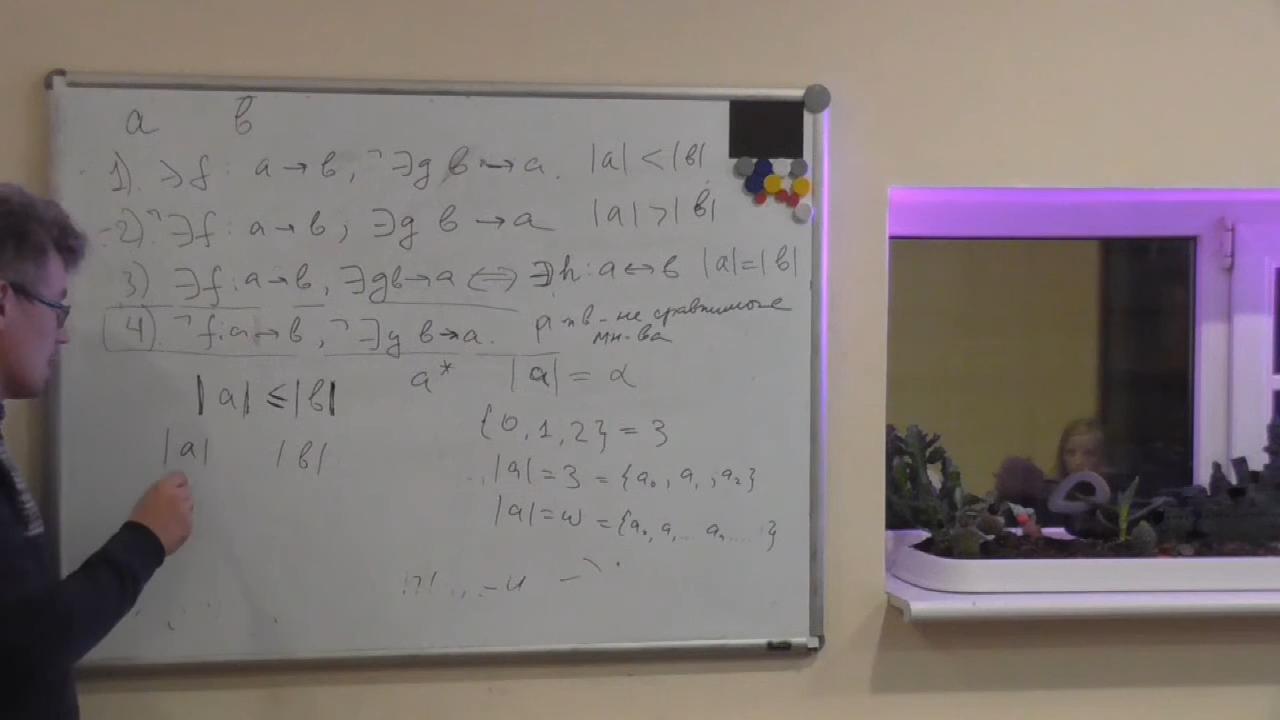 a в
1). ∃f: a→в, ¬∃g в→a. |a|<|в|
2). ¬∃f: a→в; ∃g в→a |a|>|в|
3) ∃f: a→в, ∃g в→a ⟺ ∃h: a↔в |a|=|в|
4). ¬f: a→в, ¬∃g в→a. не сравнимые
мн-ва
a* |a| = α
|a| ≤ |в|
{0, 1, 2} = 3
|a| |в|
|a| = 3 = {a₀, a₁, a₂}
|a| = ω = {a₀, a₁ ... aₙ ....}